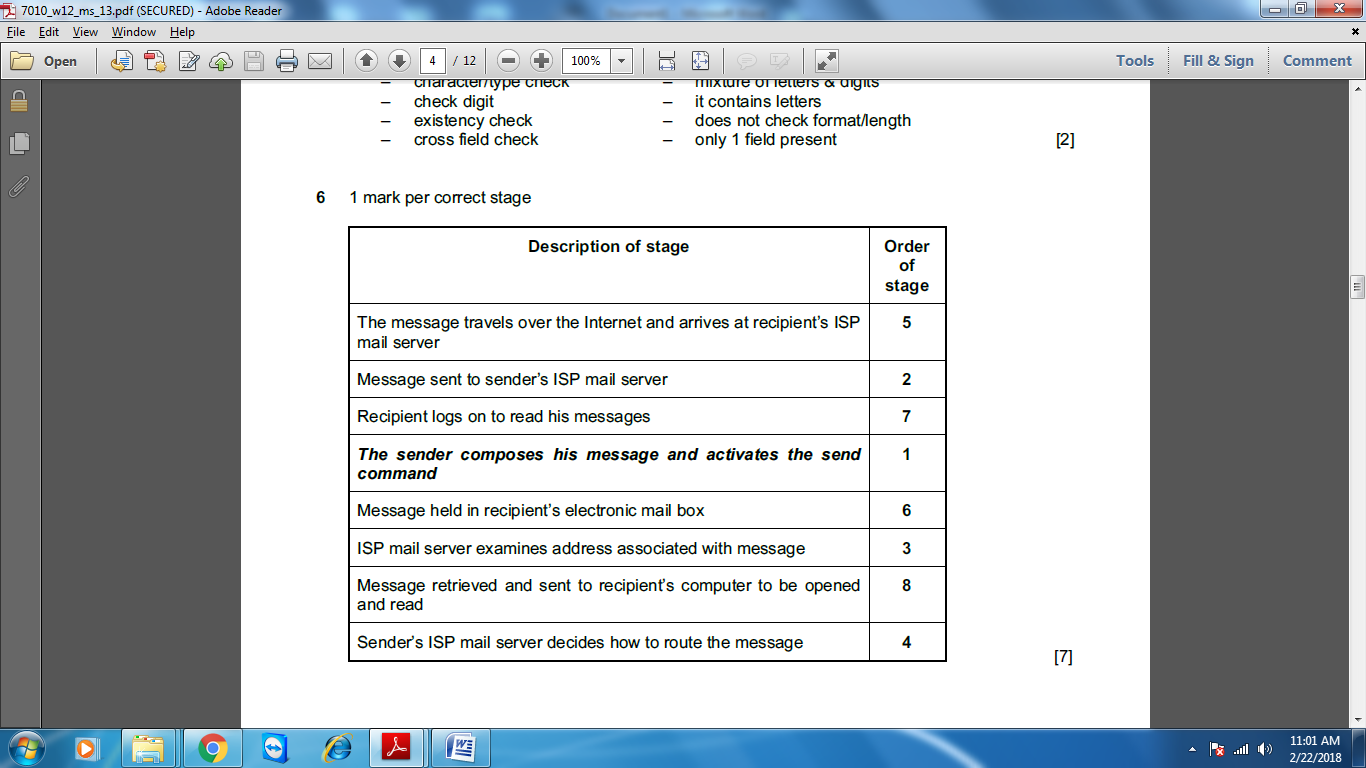 7010_w12_ms_13.pdf (SECURED) - Adobe Reader
File Edit View Window Help
Open 4 / 12 100% Tools Fill & Sign Comment
– character/type check – mixture of letters & digits
– check digit – it contains letters
– existency check – does not check format/length
– cross field check – only 1 field present [2]
6 1 mark per correct stage
Description of stage Order
of
stage
The message travels over the Internet and arrives at recipient's ISP 5
mail server
Message sent to sender's ISP mail server 2
Recipient logs on to read his messages 7
The sender composes his message and activates the send 1
command
Message held in recipient's electronic mail box 6
ISP mail server examines address associated with message 3
Message retrieved and sent to recipient's computer to be opened 8
and read
Sender's ISP mail server decides how to route the message 4
[7]
11:01 AM
2/22/2018